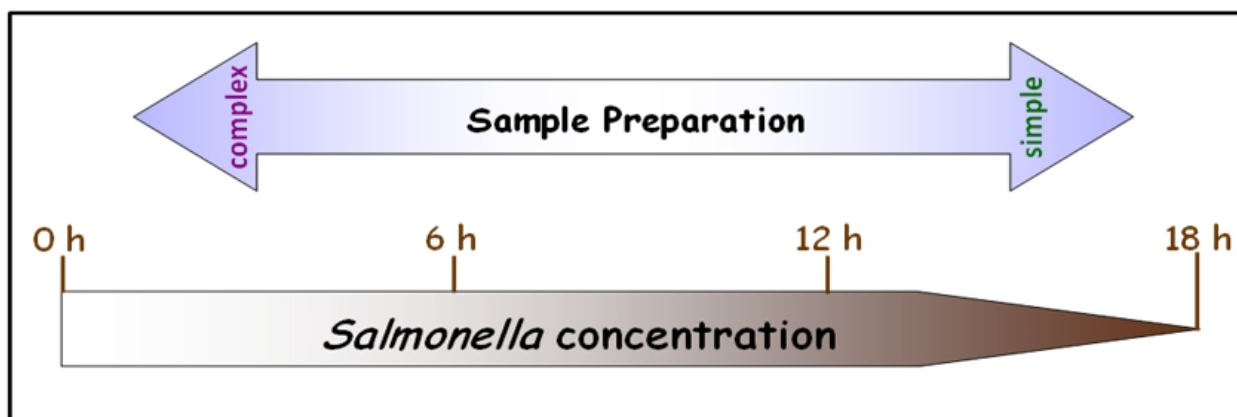 complex
Sample Preparation
simple
0 h
6 h
12 h
18 h
Salmonella concentration